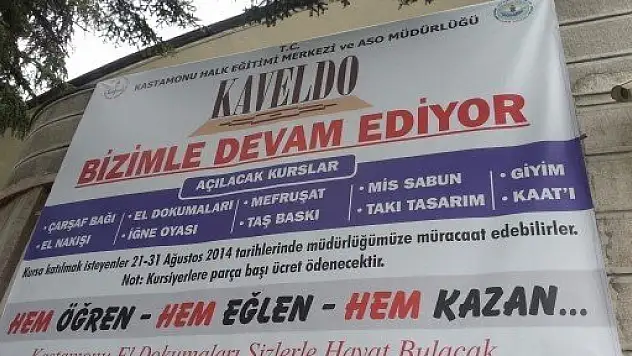 T.C.
KASTAMONU HALK EĞİTİMİ MERKEZİ ve ASO MÜDÜRLÜĞÜ
KAVELDO
BİZİMLE DEVAM EDİYOR
AÇILACAK KURSLAR
• ÇARŞAF BAĞI • EL DOKUMALARI • MEFRUŞAT • MİS SABUN • GİYİM
• EL NAKIŞI • İĞNE OYASI • TAŞ BASKI • TAKI TASARIM • KAAT'I
Kursa katılmak isteyenler 21-31 Ağustos 2014 tarihlerinde müdürlüğümüze müracaat edebilirler.
Not: Kursiyerlere parça başı ücret ödenecektir.
HEM ÖĞREN - HEM EĞLEN - HEM KAZAN...
Kastamonu El Dokumaları Sizlerle Hayat Bulacak